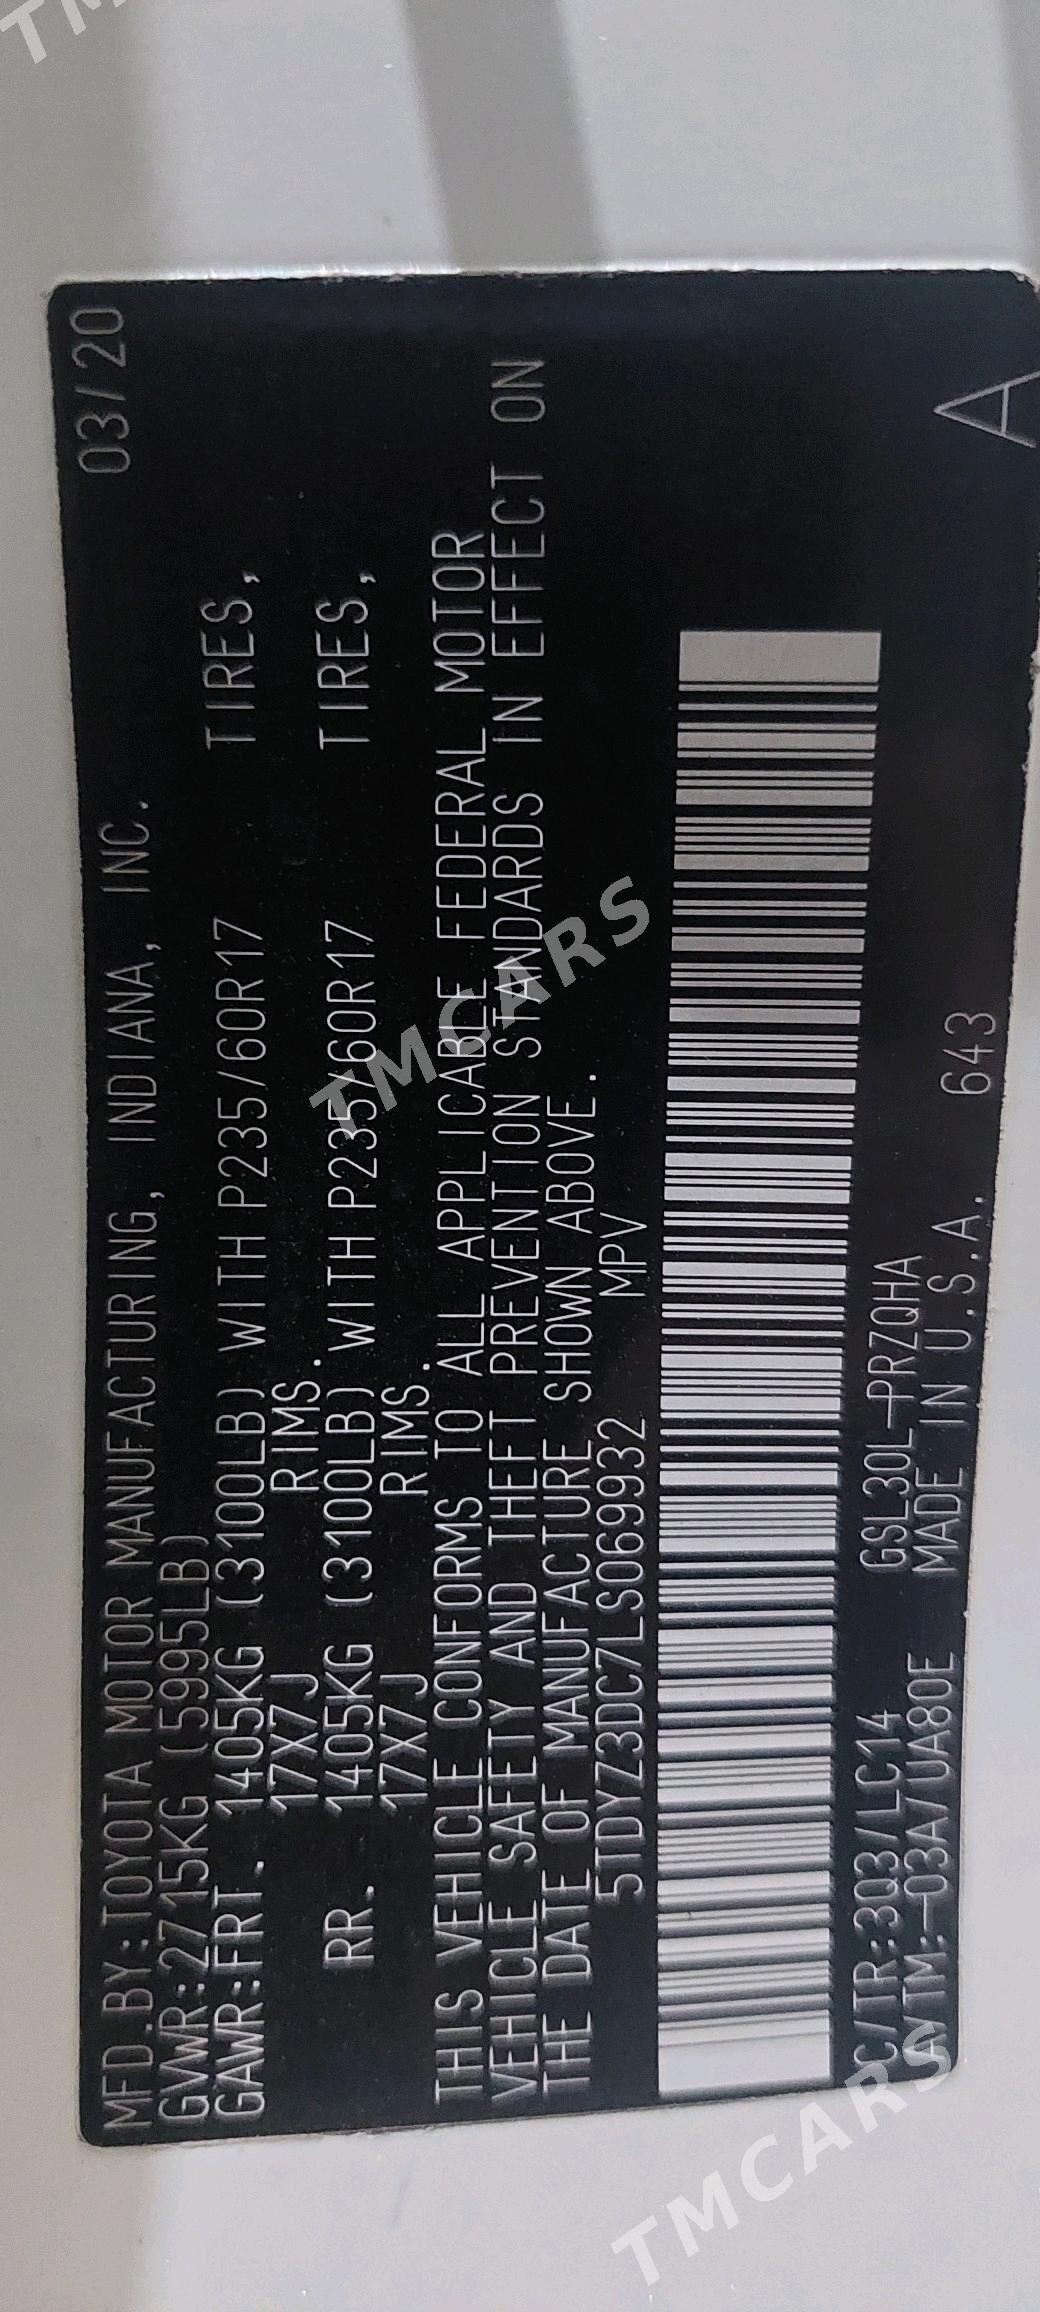 MFD.BY:TOYOTA MOTOR MANUFACTURING, INDIANA, INC. 03/20
GVWR:2715KG (5995LB)
GAWR:FRT. 1405KG (3100LB) WITH P235/60R17 TIRES,
17X7J RIMS.
RR. 1405KG (3100LB) WITH P235/60R17 TIRES,
17X7J RIMS.
THIS VEHICLE CONFORMS TO ALL APPLICABLE FEDERAL MOTOR
VEHICLE SAFETY AND THEFT PREVENTION STANDARDS IN EFFECT ON
THE DATE OF MANUFACTURE SHOWN ABOVE.
5TDYZ3DC7LS069932 MPV
C/TR:3Q3/LC14 GSL30L-PRZQHA
A/TM:-03A/UA80E MADE IN U.S.A. 643
A
TMCARS
TMCARS
TM